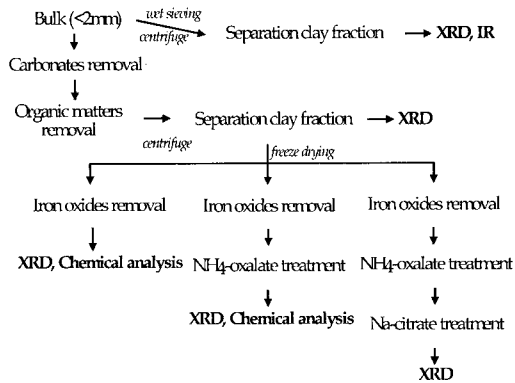 Bulk (<2mm) wet sieving centrifuge Separation clay fraction XRD, IR
Carbonates removal
Organic matters removal centrifuge Separation clay fraction XRD
freeze drying
Iron oxides removal Iron oxides removal Iron oxides removal
XRD, Chemical analysis NH4-oxalate treatment NH4-oxalate treatment
XRD, Chemical analysis Na-citrate treatment
XRD